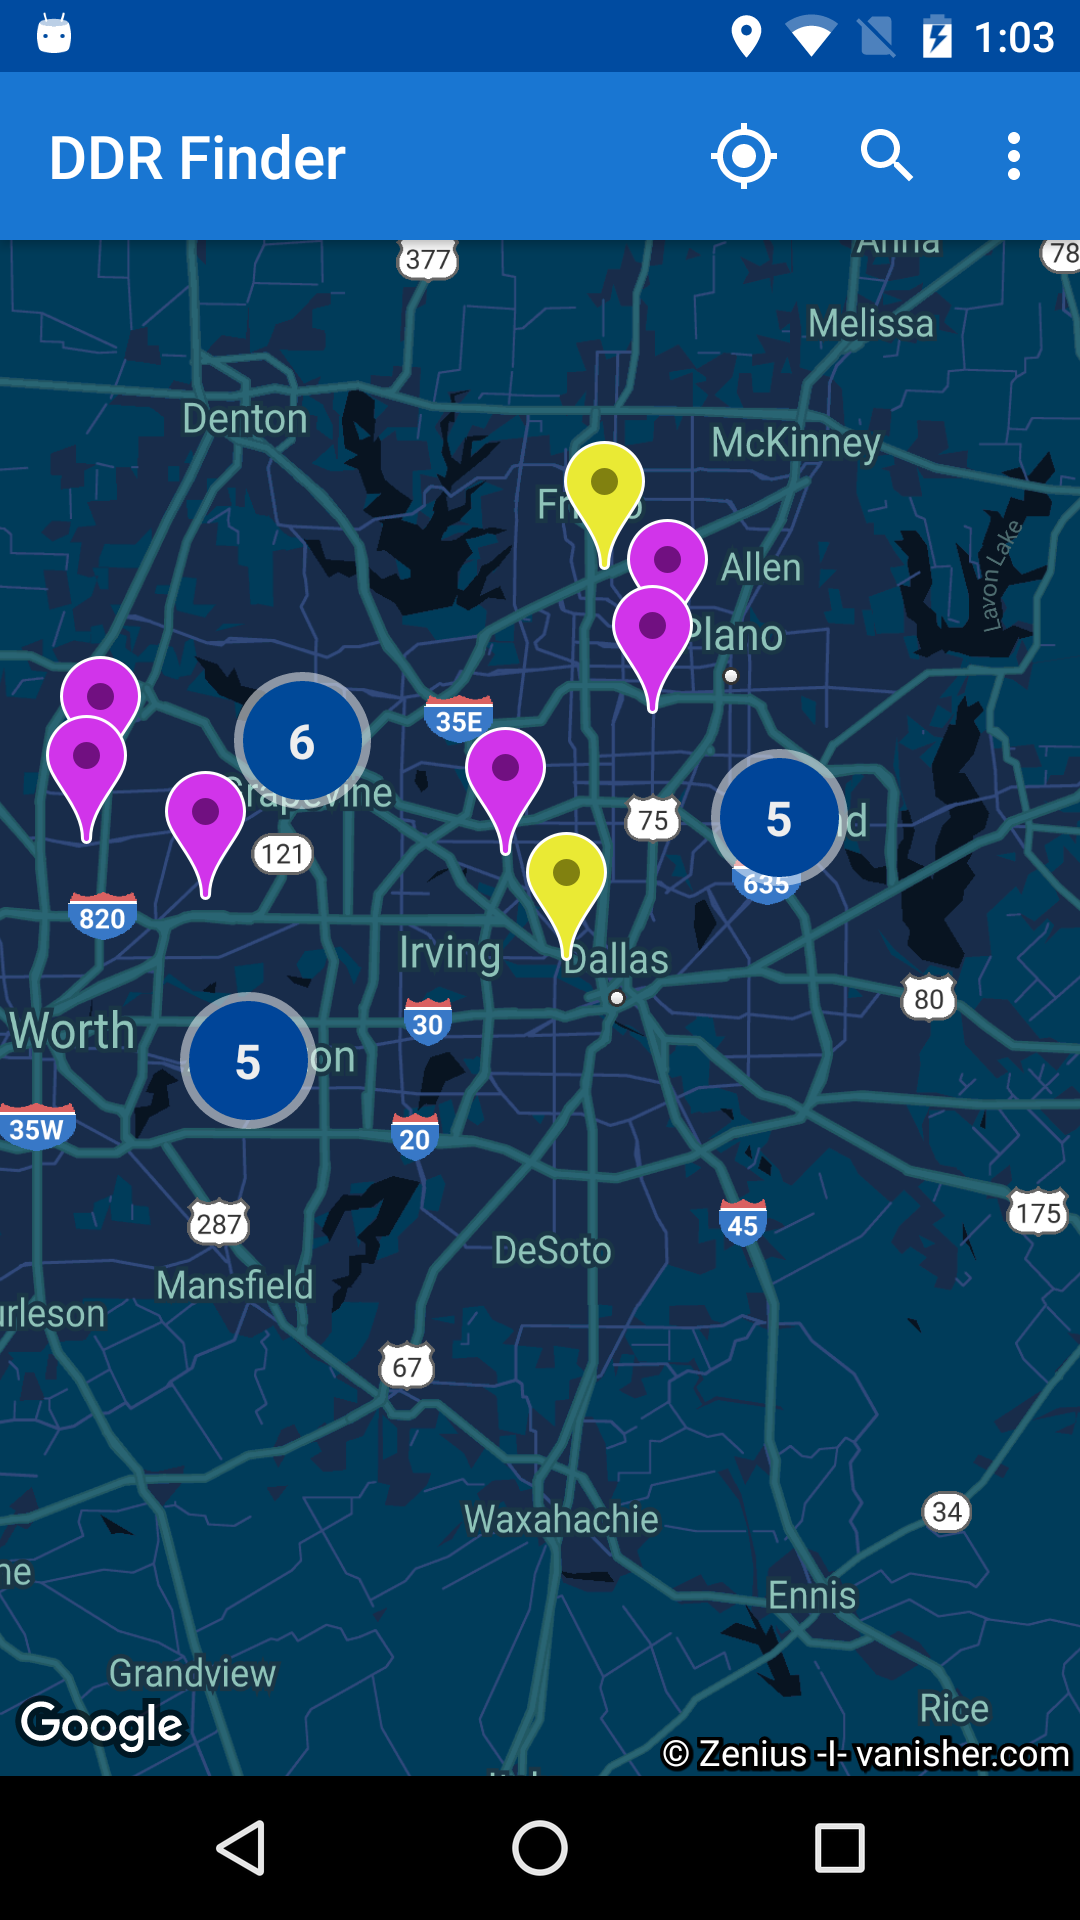 1:03
DDR Finder
377
Anna
78
Melissa
Denton
McKinney
Fr o
Allen
Lavon Lake
Plano
35E
6
Grapevine
75
5
d
121
635
820
Irving
Dallas
80
Worth
30
5
on
35W
20
287
175
45
DeSoto
Mansfield
urleson
67
Waxahachie
34
ne
Ennis
Grandview
Rice
Google
© Zenius -I- vanisher.com